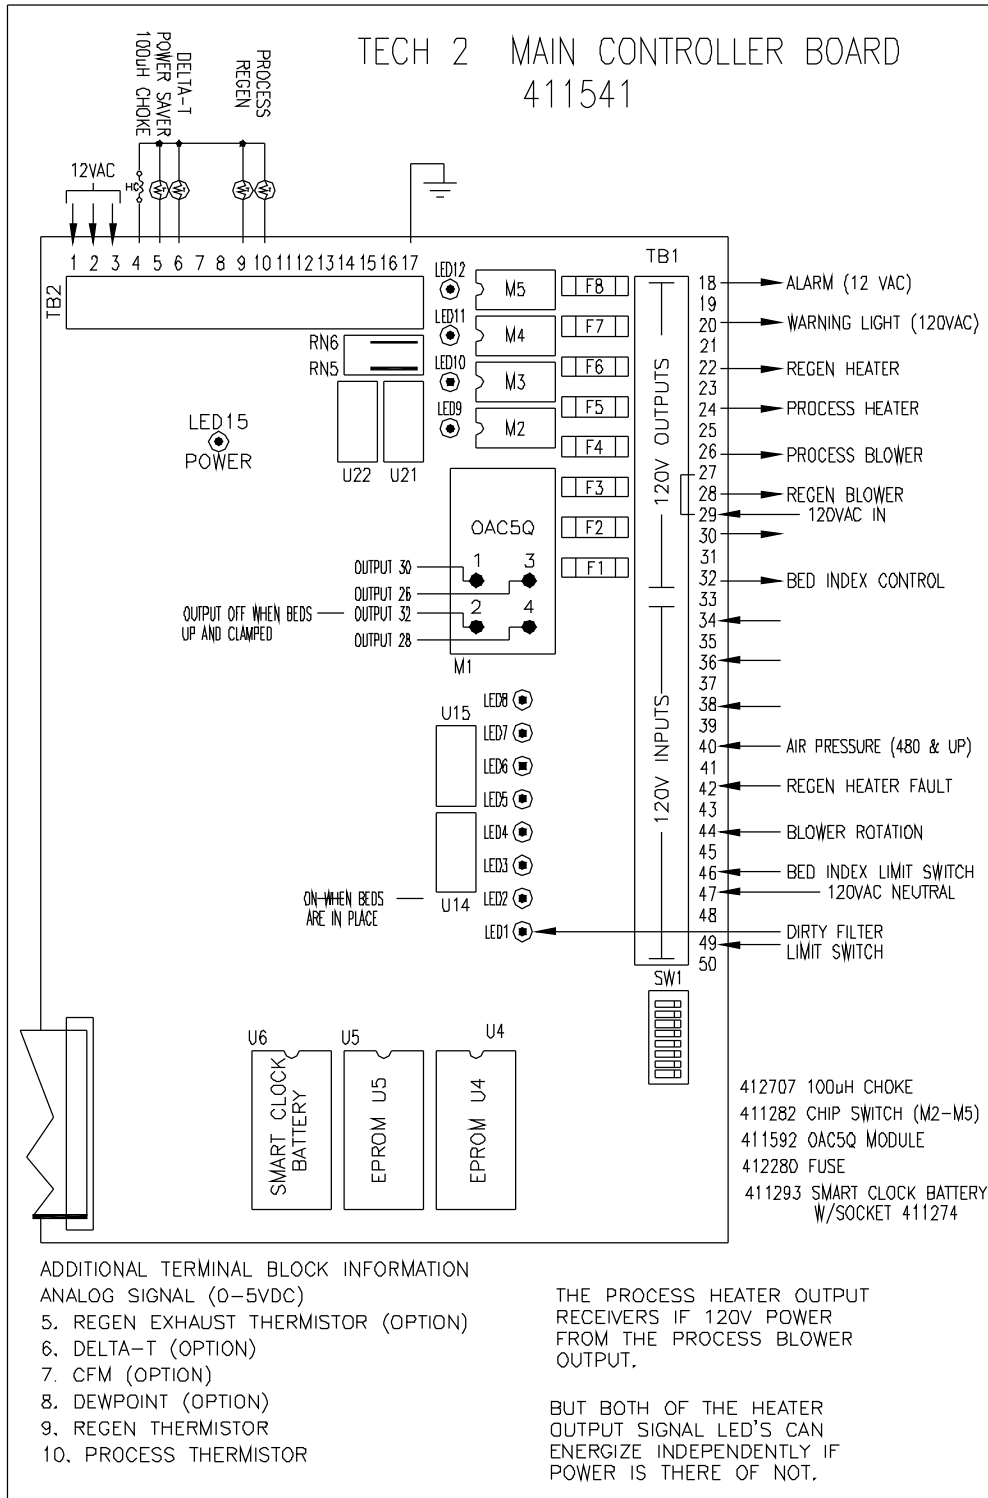 TECH 2 MAIN CONTROLLER BOARD
411541
100uH CHOKE
POWER SAVER
DELTA-T
REGEN
PROCESS
12VAC
HC
1 2 3 4 5 6 7 8 9 10 11 12 13 14 15 16 17
TB2
TB1
LED12
M5
F8
LED11
M4
F7
LED10
M3
F6
LED9
M2
F5
F4
F3
F2
F1
RN6
RN5
U22
U21
LED15
POWER
OAC5Q
1 3
2 4
M1
OUTPUT 30
OUTPUT 26
OUTPUT 32
OUTPUT 28
OUTPUT OFF WHEN BEDS
UP AND CLAMPED
120V OUTPUTS
120V INPUTS
18 ALARM (12 VAC)
19
20 WARNING LIGHT (120VAC)
21
22 REGEN HEATER
23
24 PROCESS HEATER
25
26 PROCESS BLOWER
27
28 REGEN BLOWER
29 120VAC IN
30
31
32 BED INDEX CONTROL
33
34
35
36
37
38
39
40 AIR PRESSURE (480 & UP)
41
42 REGEN HEATER FAULT
43
44 BLOWER ROTATION
45
46 BED INDEX LIMIT SWITCH
47 120VAC NEUTRAL
48
DIRTY FILTER
49 LIMIT SWITCH
50
U15
U14
LED8
LED7
LED6
LED5
LED4
LED3
LED2
LED1
ON WHEN BEDS
ARE IN PLACE
SW1
U6
U5
U4
SMART CLOCK
BATTERY
EPROM U5
EPROM U4
412707 100uH CHOKE
411282 CHIP SWITCH (M2-M5)
411592 OAC5Q MODULE
412280 FUSE
411293 SMART CLOCK BATTERY
W/SOCKET 411274
ADDITIONAL TERMINAL BLOCK INFORMATION
ANALOG SIGNAL (0-5VDC)
5. REGEN EXHAUST THERMISTOR (OPTION)
6. DELTA-T (OPTION)
7. CFM (OPTION)
8. DEWPOINT (OPTION)
9. REGEN THERMISTOR
10. PROCESS THERMISTOR
THE PROCESS HEATER OUTPUT
RECEIVERS IF 120V POWER
FROM THE PROCESS BLOWER
OUTPUT.
BUT BOTH OF THE HEATER
OUTPUT SIGNAL LED'S CAN
ENERGIZE INDEPENDENTLY IF
POWER IS THERE OF NOT.